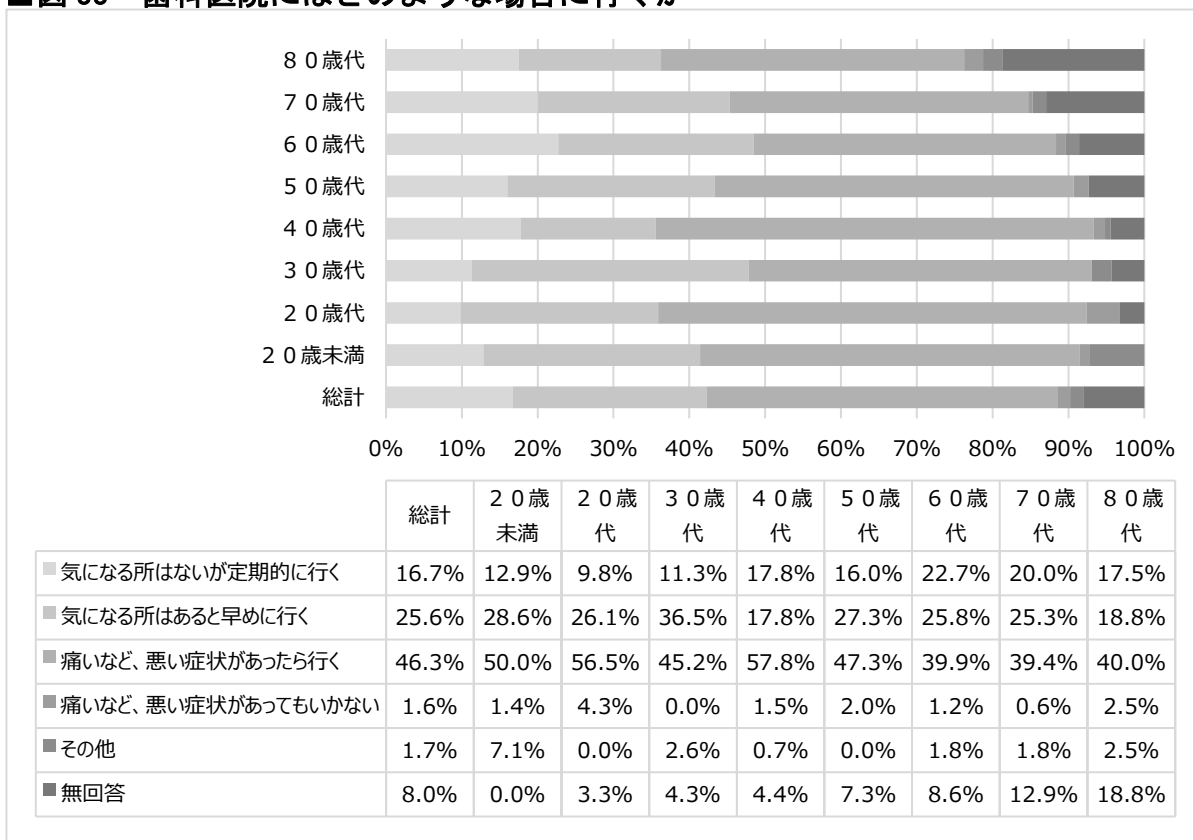 ８０歳代
７０歳代
６０歳代
５０歳代
４０歳代
３０歳代
２０歳代
２０歳未満
総計
0% 10% 20% 30% 40% 50% 60% 70% 80% 90% 100%
総計 ２０歳未満 ２０歳代 ３０歳代 ４０歳代 ５０歳代 ６０歳代 ７０歳代 ８０歳代
気になる所はないが定期的に行く 16.7% 12.9% 9.8% 11.3% 17.8% 16.0% 22.7% 20.0% 17.5%
気になる所はあると早めに行く 25.6% 28.6% 26.1% 36.5% 17.8% 27.3% 25.8% 25.3% 18.8%
痛いなど、悪い症状があったら行く 46.3% 50.0% 56.5% 45.2% 57.8% 47.3% 39.9% 39.4% 40.0%
痛いなど、悪い症状があってもいかない 1.6% 1.4% 4.3% 0.0% 1.5% 2.0% 1.2% 0.6% 2.5%
その他 1.7% 7.1% 0.0% 2.6% 0.7% 0.0% 1.8% 1.8% 2.5%
無回答 8.0% 0.0% 3.3% 4.3% 4.4% 7.3% 8.6% 12.9% 18.8%